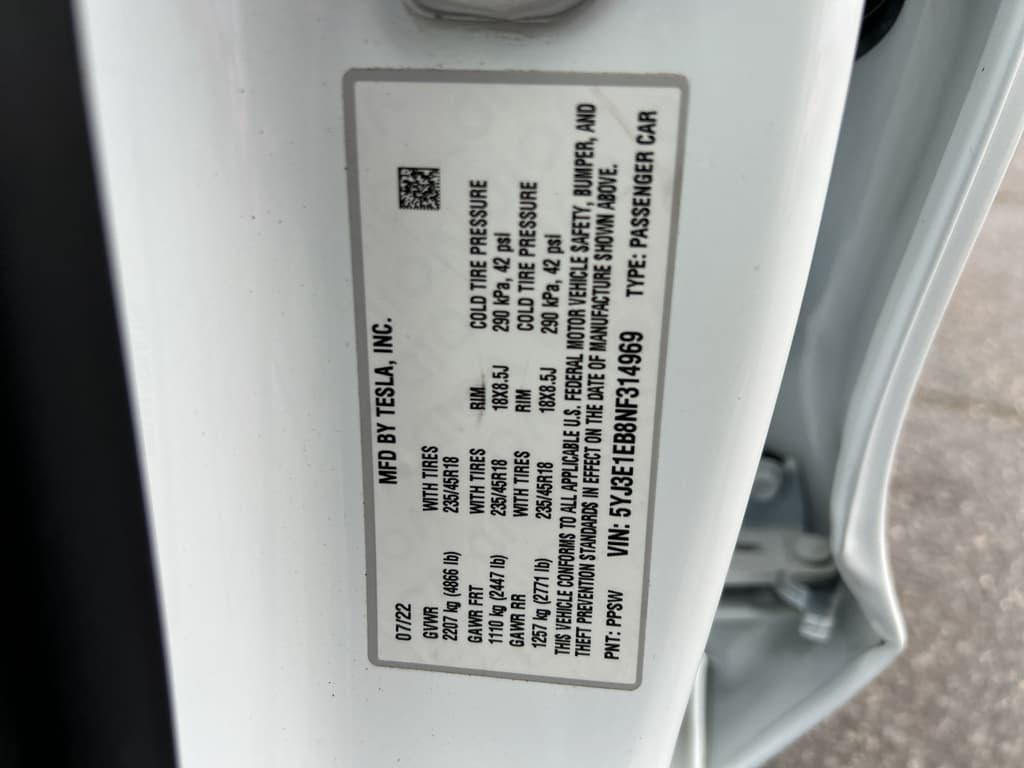 MFD BY TESLA, INC.
07/22
GVWR WITH TIRES
2207 kg (4866 lb) 235/45R18
GAWR FRT WITH TIRES RIM COLD TIRE PRESSURE
1110 kg (2447 lb) 235/45R18 18X8.5J 290 kPa, 42 psi
GAWR RR WITH TIRES RIM COLD TIRE PRESSURE
1257 kg (2771 lb) 235/45R18 18X8.5J 290 kPa, 42 psi
THIS VEHICLE CONFORMS TO ALL APPLICABLE U.S. FEDERAL MOTOR VEHICLE SAFETY, BUMPER, AND
THEFT PREVENTION STANDARDS IN EFFECT ON THE DATE OF MANUFACTURE SHOWN ABOVE.
PNT: PPSW VIN: 5YJ3E1EB8NF314969 TYPE: PASSENGER CAR